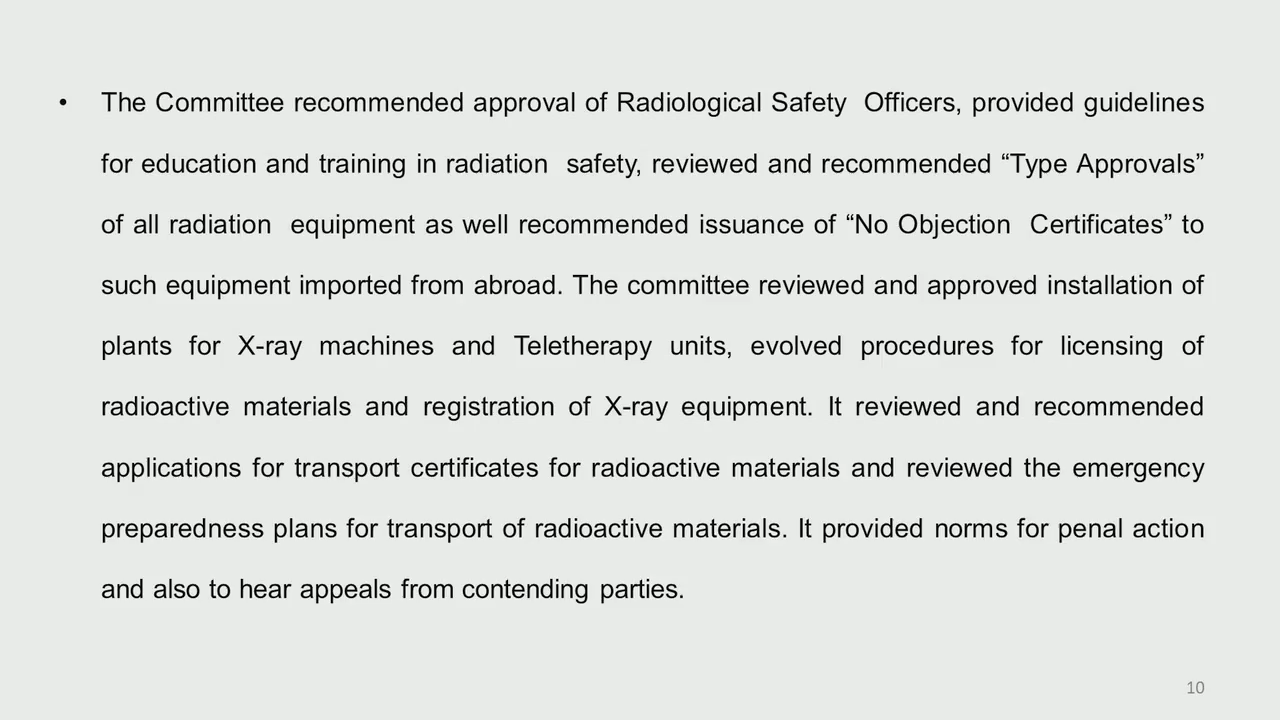 • The Committee recommended approval of Radiological Safety Officers, provided guidelines
for education and training in radiation safety, reviewed and recommended “Type Approvals”
of all radiation equipment as well recommended issuance of “No Objection Certificates” to
such equipment imported from abroad. The committee reviewed and approved installation of
plants for X-ray machines and Teletherapy units, evolved procedures for licensing of
radioactive materials and registration of X-ray equipment. It reviewed and recommended
applications for transport certificates for radioactive materials and reviewed the emergency
preparedness plans for transport of radioactive materials. It provided norms for penal action
and also to hear appeals from contending parties.
10